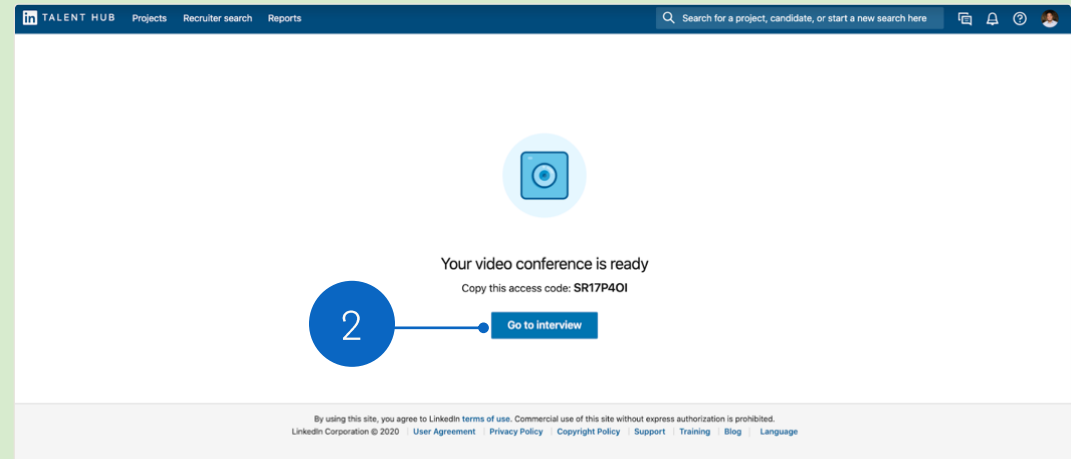 in TALENT HUB Projects Recruiter search Reports Search for a project, candidate, or start a new search here
Your video conference is ready
Copy this access code: SR17P4OI
2 Go to interview
By using this site, you agree to LinkedIn terms of use. Commercial use of this site without express authorization is prohibited.
LinkedIn Corporation © 2020 User Agreement Privacy Policy Copyright Policy Support Training Blog Language